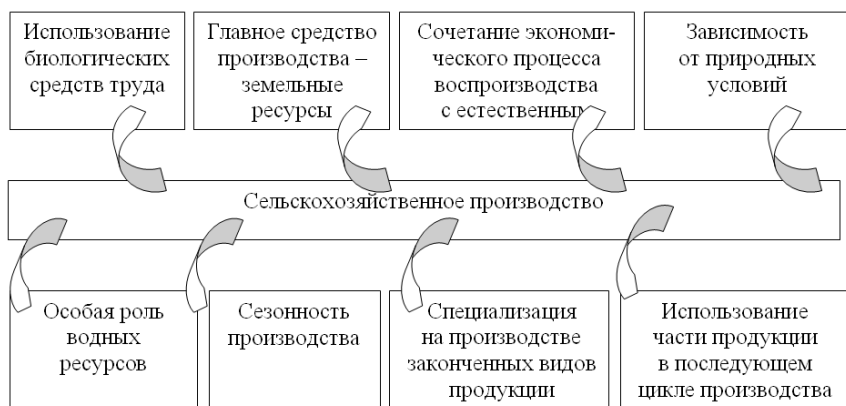 Использование
биологических
средств труда
Главное средство
производства –
земельные
ресурсы
Сочетание экономи-
ческого процесса
воспроизводства
с естественным
Зависимость
от природных
условий
Сельскохозяйственное производство
Особая роль
водных
ресурсов
Сезонность
производства
Специализация
на производстве
законченных видов
продукции
Использование
части продукции
в последующем
цикле производства